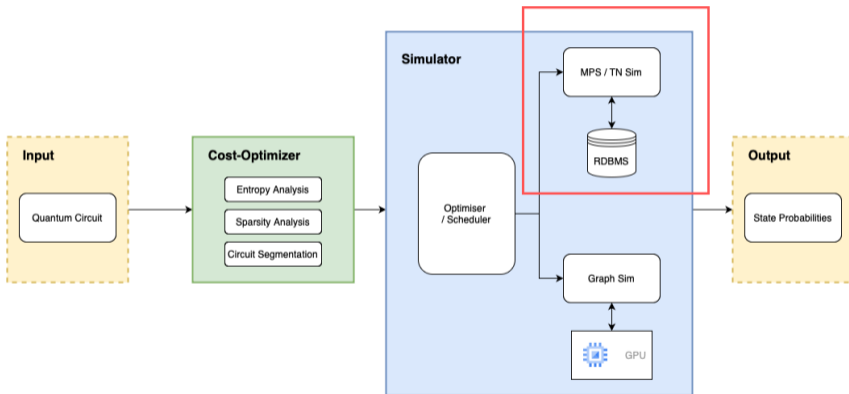 Input
Quantum Circuit
Cost-Optimizer
Entropy Analysis
Sparsity Analysis
Circuit Segmentation
Simulator
Optimiser
/ Scheduler
MPS / TN Sim
RDBMS
Graph Sim
GPU
Output
State Probabilities